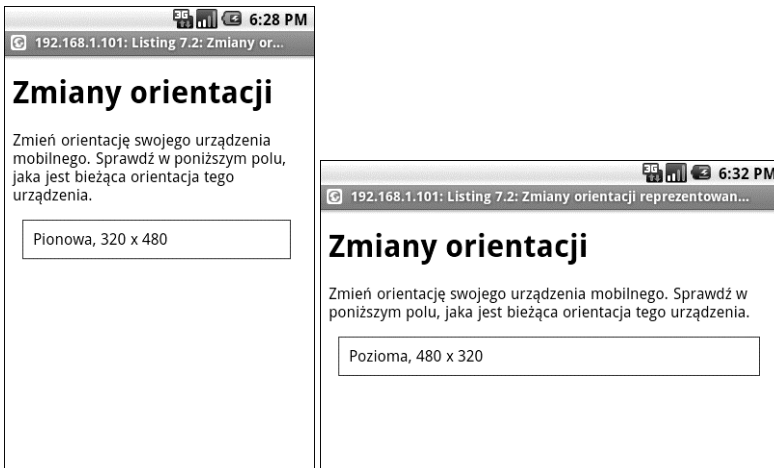 3G 6:28 PM
192.168.1.101: Listing 7.2: Zmiany or...
Zmiany orientacji
Zmień orientację swojego urządzenia
mobilnego. Sprawdź w poniższym polu,
jaka jest bieżąca orientacja tego
urządzenia.
Pionowa, 320 x 480
3G 6:32 PM
192.168.1.101: Listing 7.2: Zmiany orientacji reprezentowan...
Zmiany orientacji
Zmień orientację swojego urządzenia mobilnego. Sprawdź w
poniższym polu, jaka jest bieżąca orientacja tego urządzenia.
Pozioma, 480 x 320